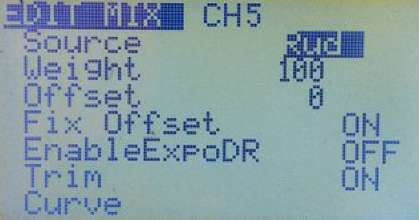 EDIT MIX CH5
Source Rud
Weight 100
Offset 0
Fix Offset ON
EnableExpoDR OFF
Trim ON
Curve